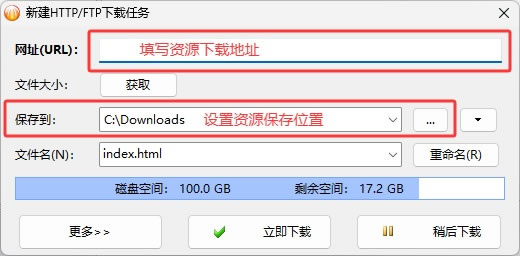 新建HTTP/FTP下载任务
网址(URL): 填写资源下载地址
文件大小: 获取
保存到: C:\Downloads 设置资源保存位置 ...
文件名(N): index.html 重命名(R)
磁盘空间: 100.0 GB 剩余空间: 17.2 GB
更多>> 立即下载 稍后下载